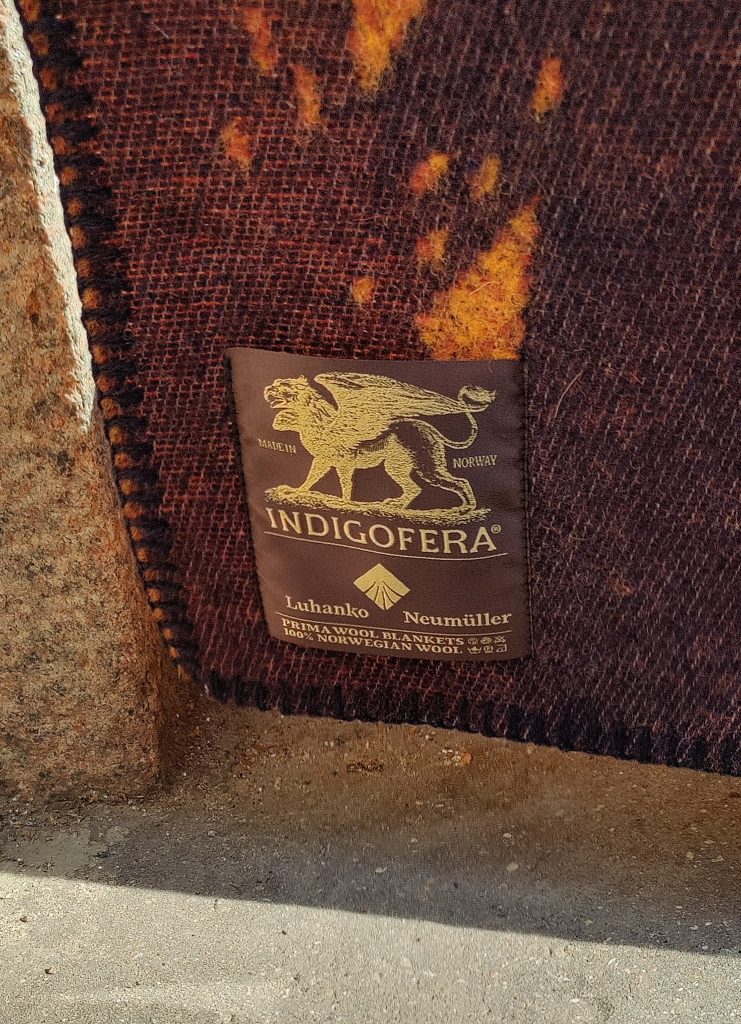 MADE IN NORWAY
INDIGOFERA®
Luhanko Neumüller
PRIMA WOOL BLANKETS
100% NORWEGIAN WOOL